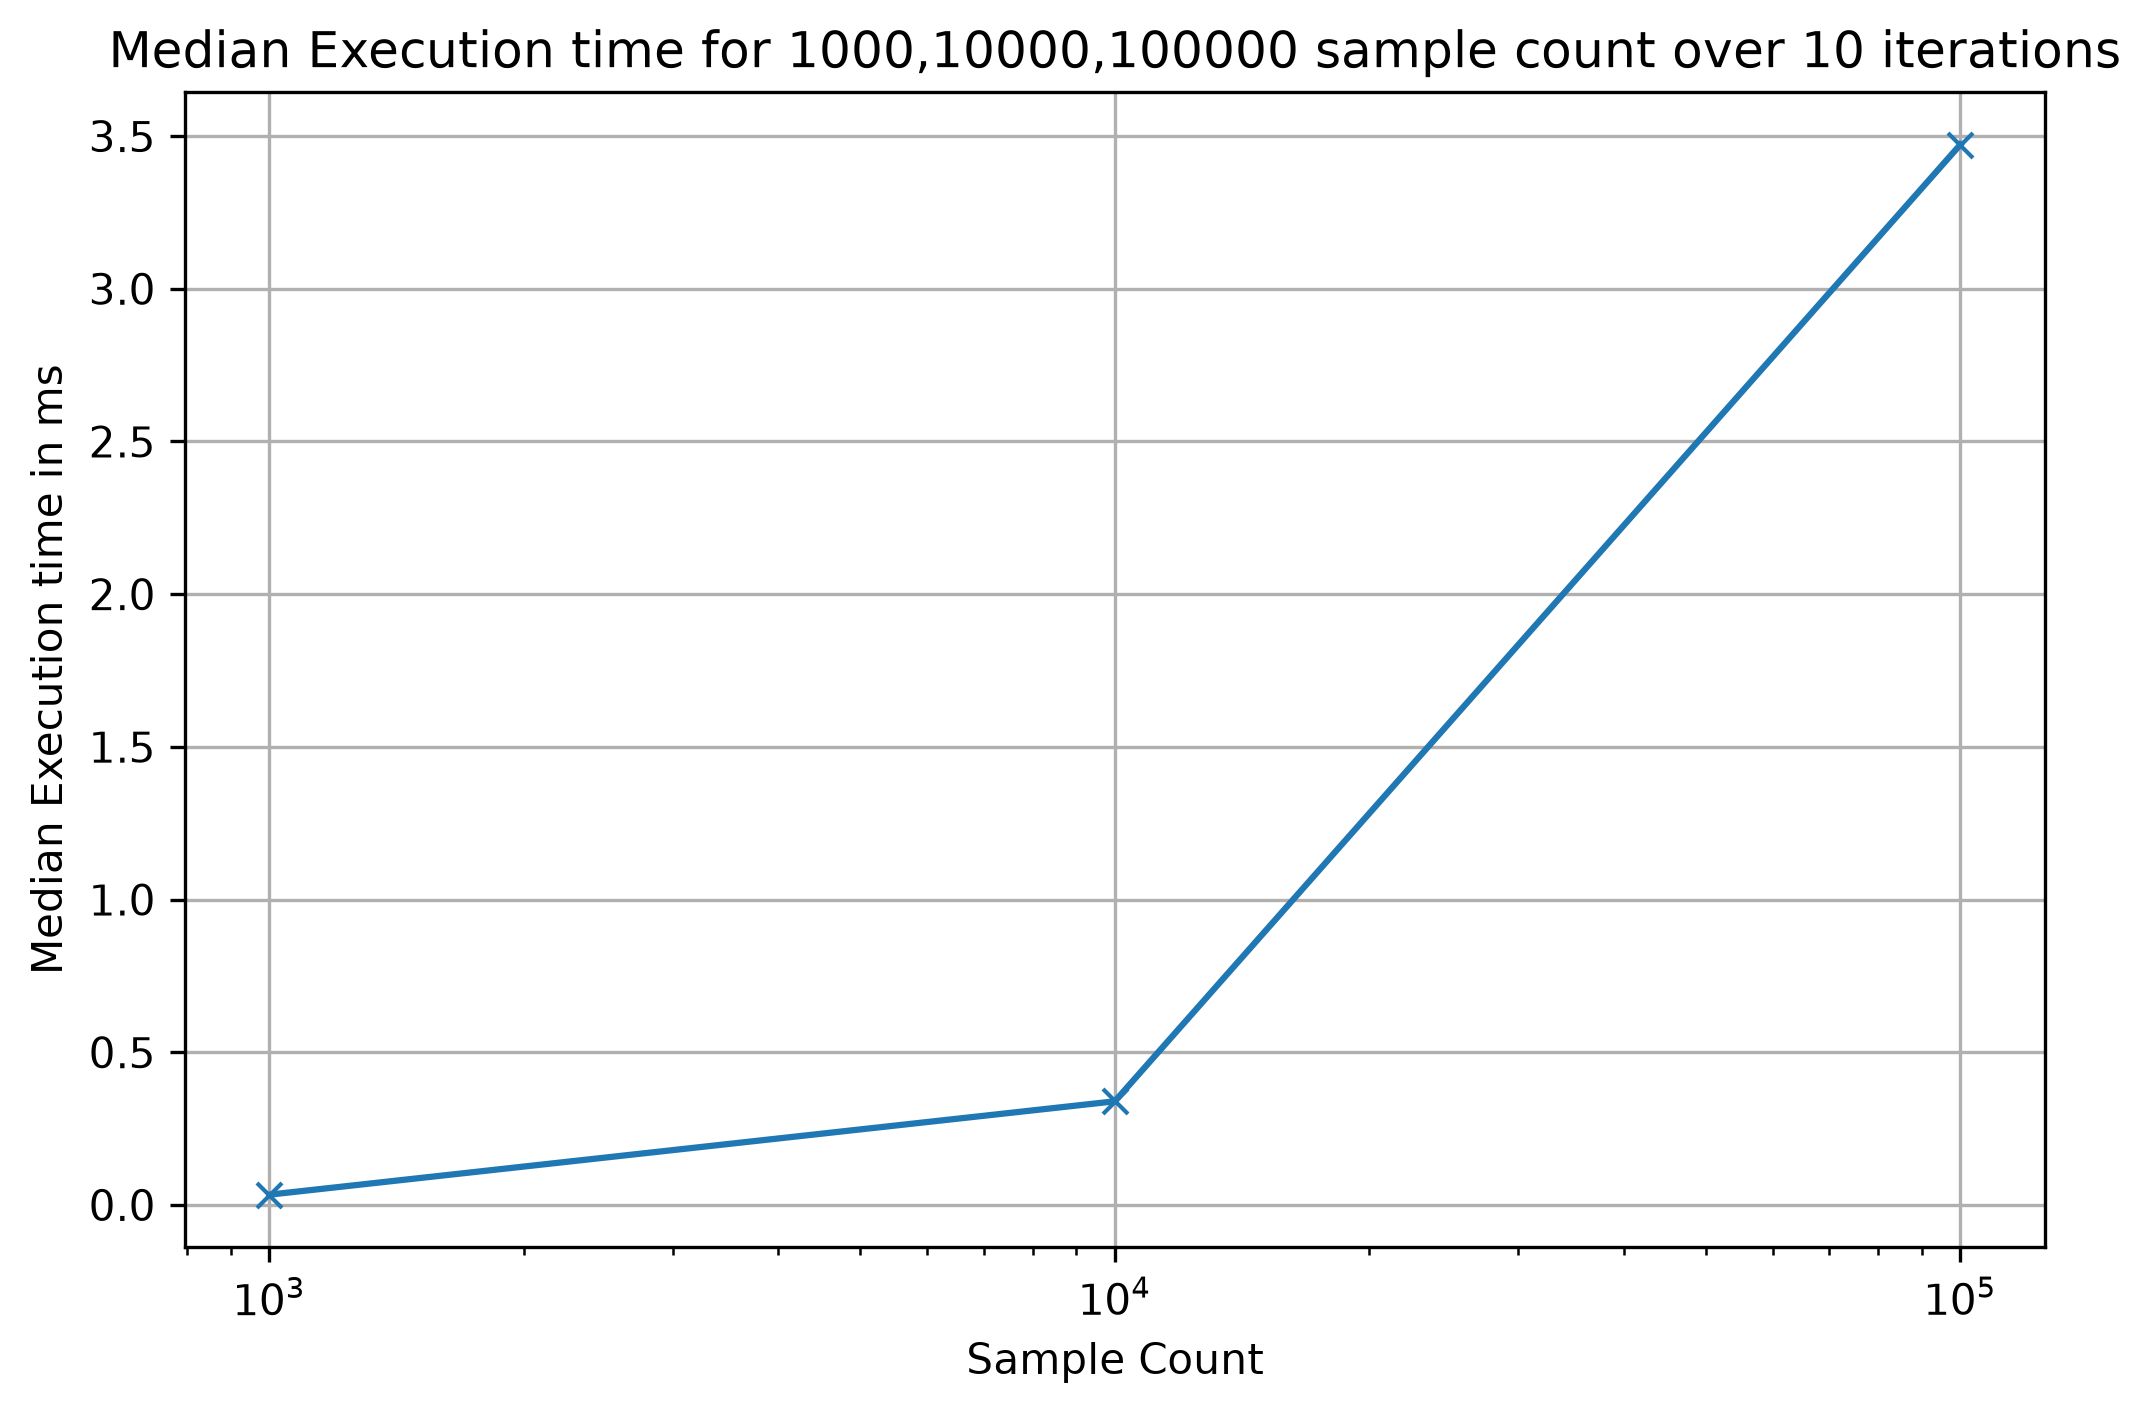 Median Execution time for 1000,10000,100000 sample count over 10 iterations
Median Execution time in ms
3.5
3.0
2.5
2.0
1.5
1.0
0.5
0.0
10³ 10⁴ 10⁵
Sample Count